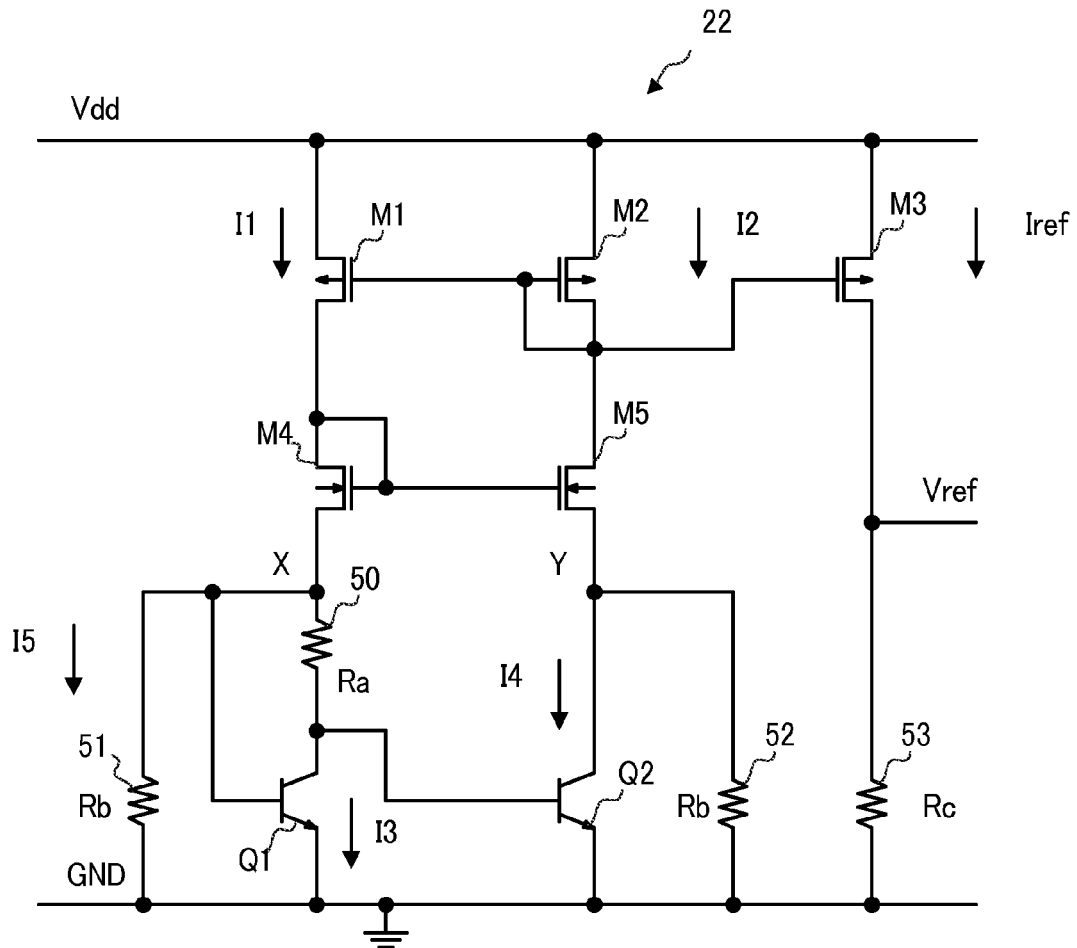 22
Vdd
I1
M1
M2
I2
M3
Iref
M4
M5
Vref
X
50
Y
I5
Ra
I4
51
52
53
Rb
Q2
Rb
Rc
Q1
I3
GND